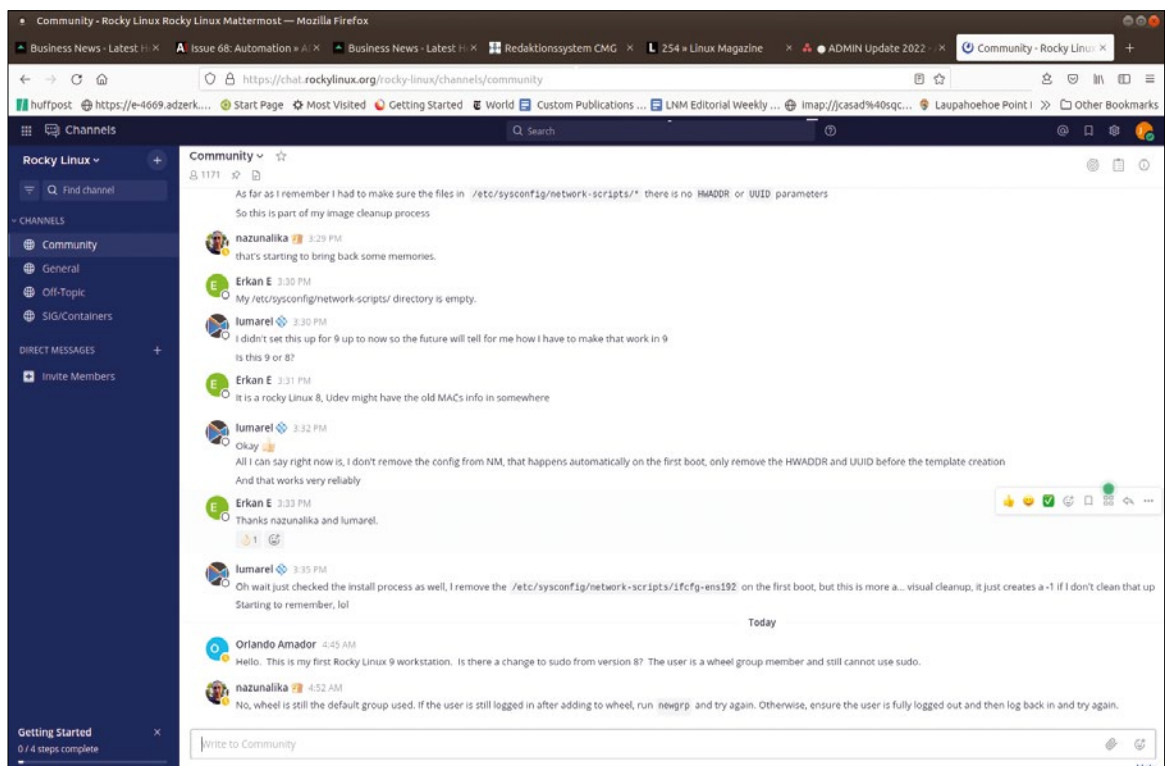 Community - Rocky Linux Rocky Linux Mattermost — Mozilla Firefox
Business News - Latest H
Issue 68: Automation » A
Business News - Latest H
Redaktionssystem CMG
254 » Linux Magazine
ADMIN Update 2022 -
Community - Rocky Linux
https://chat.rockylinux.org/rocky-linux/channels/community
huffpost https://e-4669.adzerk.... Start Page Most Visited Getting Started World Custom Publications ... LNM Editorial Weekly ... imap://jcasad%40sqc... Laupahoehoe Point Other Bookmarks
Channels
Search
Rocky Linux
Find channel
CHANNELS
Community
General
Off-Topic
SIG/Containers
DIRECT MESSAGES
Invite Members
Getting Started
0 / 4 steps complete
Community
1171
As far as I remember I had to make sure the files in /etc/sysconfig/network-scripts/* there is no HWADDR or UUID parameters
So this is part of my image cleanup process
nazunalika 3:29 PM
that's starting to bring back some memories.
Erkan E 3:30 PM
My /etc/sysconfig/network-scripts/ directory is empty.
lumarel 3:30 PM
I didn't set this up for 9 up to now so the future will tell for me how I have to make that work in 9
Is this 9 or 8?
Erkan E 3:31 PM
It is a rocky Linux 8, Udev might have the old MACs info in somewhere
lumarel 3:32 PM
Okay
All I can say right now is, I don't remove the config from NM, that happens automatically on the first boot, only remove the HWADDR and UUID before the template creation
And that works very reliably
Erkan E 3:33 PM
Thanks nazunalika and lumarel.
1
lumarel 3:35 PM
Oh wait just checked the install process as well, I remove the /etc/sysconfig/network-scripts/ifcfg-ens192 on the first boot, but this is more a... visual cleanup, it just creates a -1 if I don't clean that up
Starting to remember, lol
Today
Orlando Amador 4:45 AM
Hello. This is my first Rocky Linux 9 workstation. Is there a change to sudo from version 8? The user is a wheel group member and still cannot use sudo.
nazunalika 4:52 AM
No, wheel is still the default group used. If the user is still logged in after adding to wheel, run newgrp and try again. Otherwise, ensure the user is fully logged out and then log back in and try again.
Write to Community